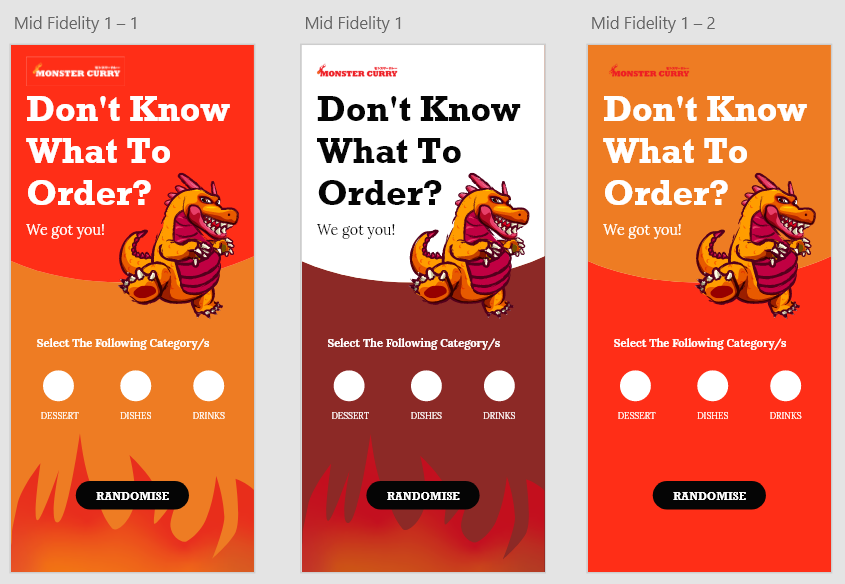 Mid Fidelity 1 – 1
MONSTER CURRY
Don't Know
What To
Order?
We got you!
Select The Following Category/s
DESSERT DISHES DRINKS
RANDOMISE
Mid Fidelity 1
MONSTER CURRY
Don't Know
What To
Order?
We got you!
Select The Following Category/s
DESSERT DISHES DRINKS
RANDOMISE
Mid Fidelity 1 – 2
MONSTER CURRY
Don't Know
What To
Order?
We got you!
Select The Following Category/s
DESSERT DISHES DRINKS
RANDOMISE